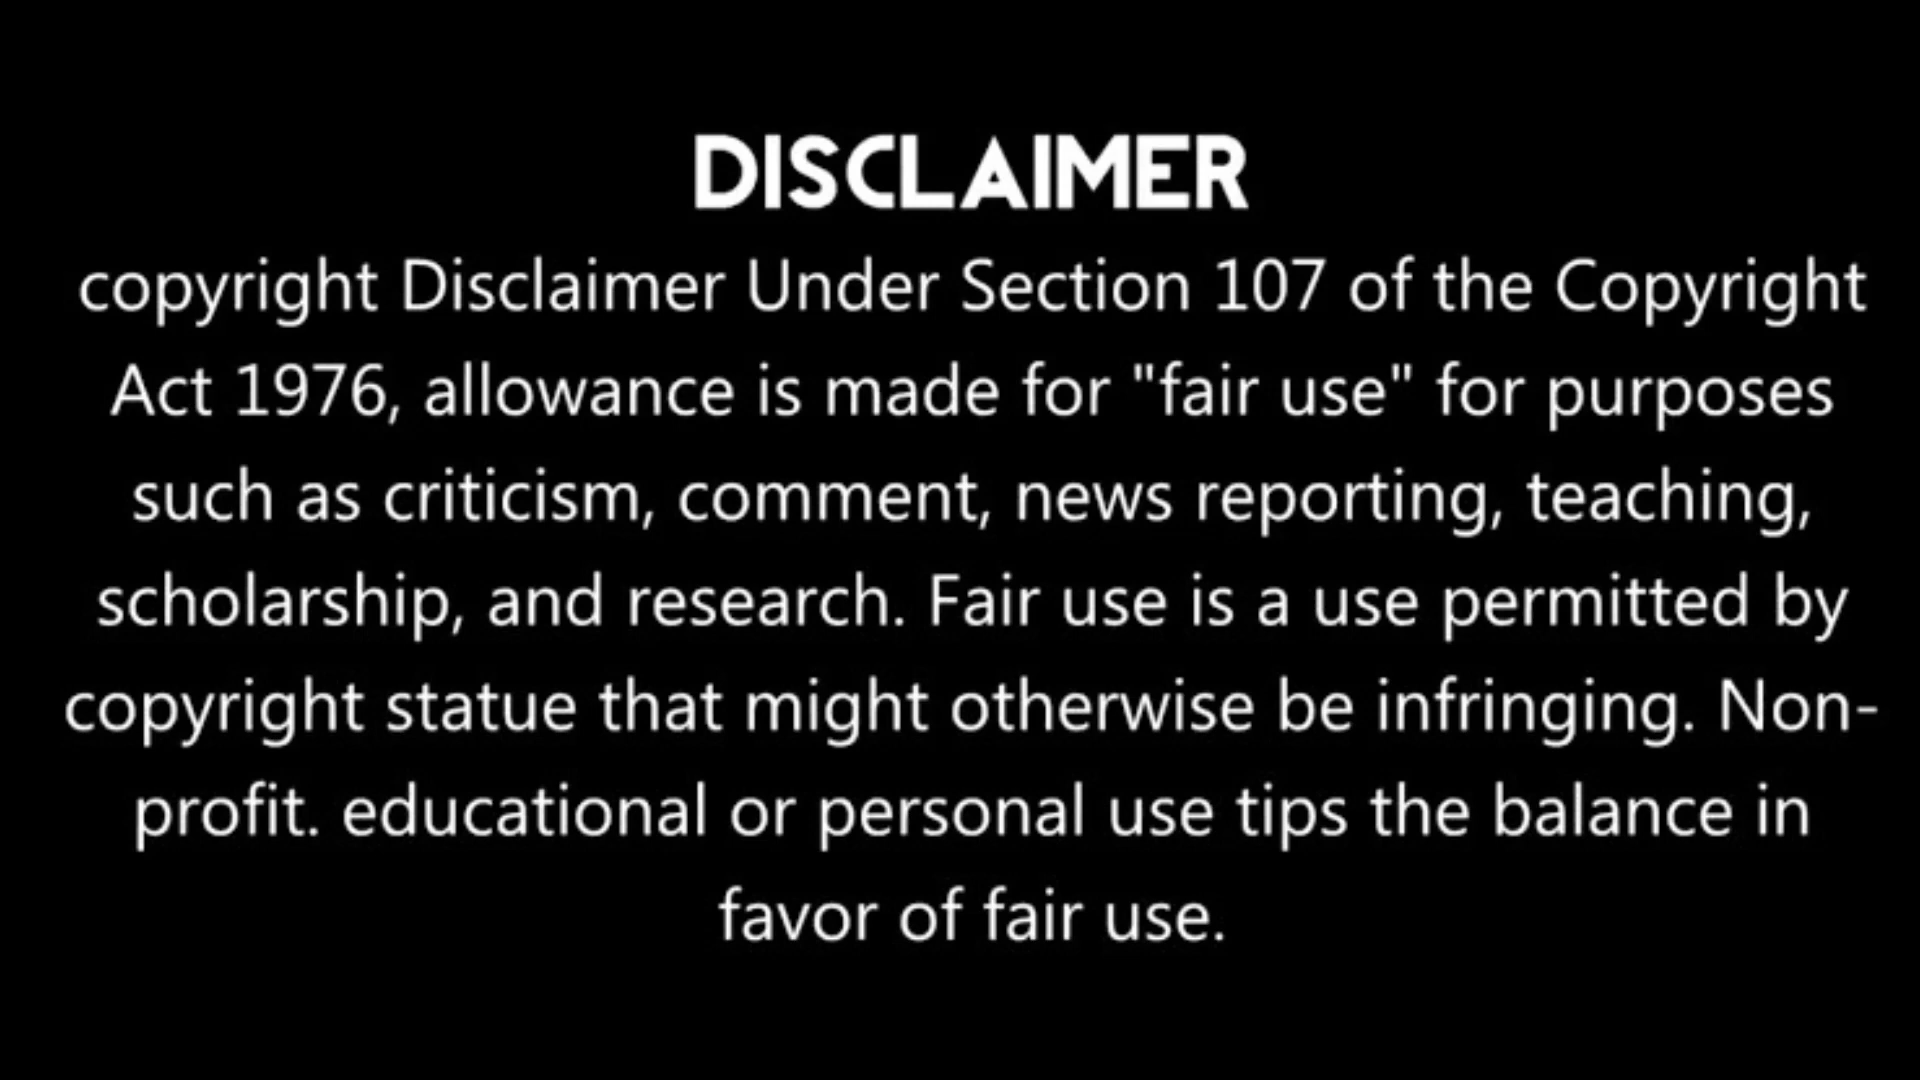 DISCLAIMER
copyright Disclaimer Under Section 107 of the Copyright
Act 1976, allowance is made for "fair use" for purposes
such as criticism, comment, news reporting, teaching,
scholarship, and research. Fair use is a use permitted by
copyright statue that might otherwise be infringing. Non-
profit. educational or personal use tips the balance in
favor of fair use.